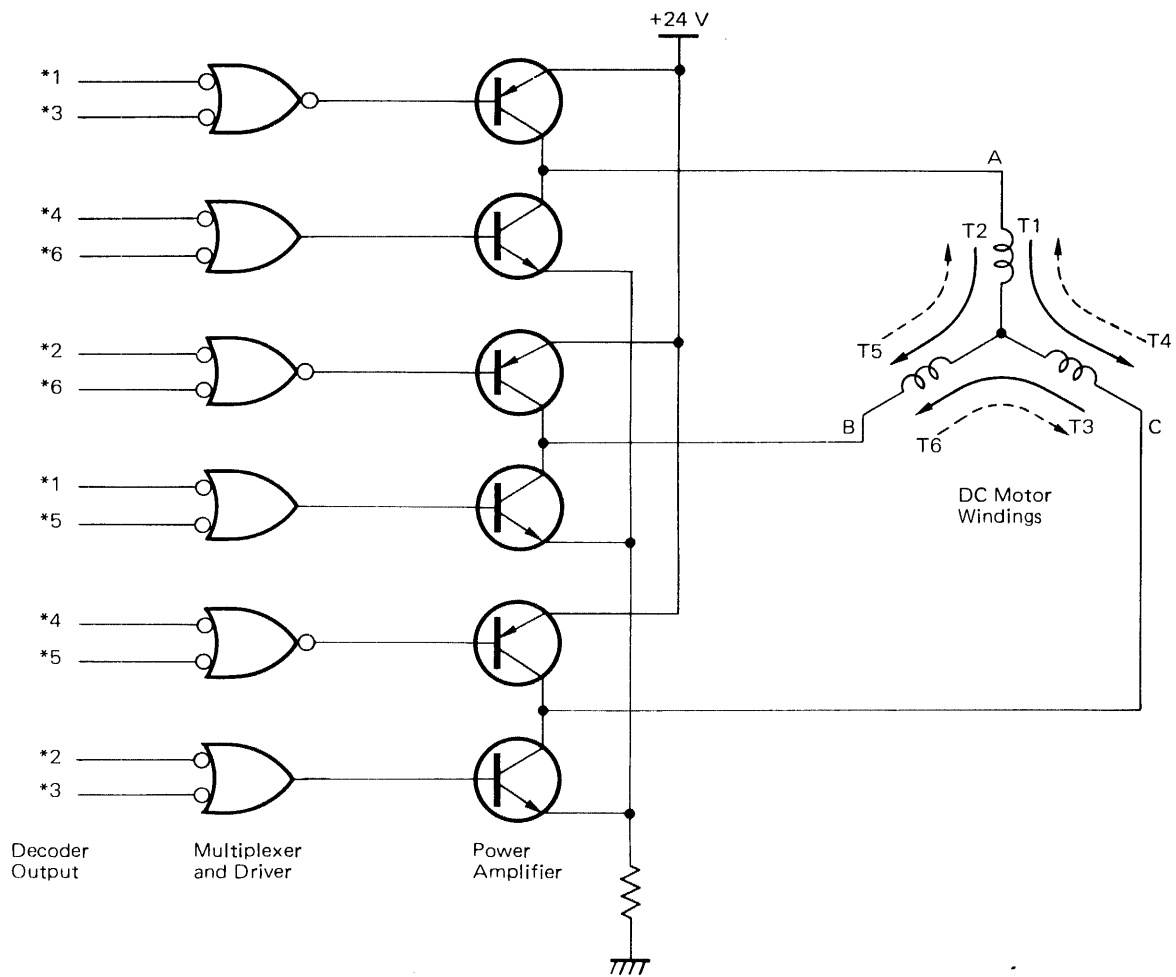 +24 V
*1
*3
A
*4
*6
T2
T1
T5
T4
*2
*6
B
T6
T3
C
*1
*5
DC Motor
Windings
*4
*5
*2
*3
Decoder
Output
Multiplexer
and Driver
Power
Amplifier